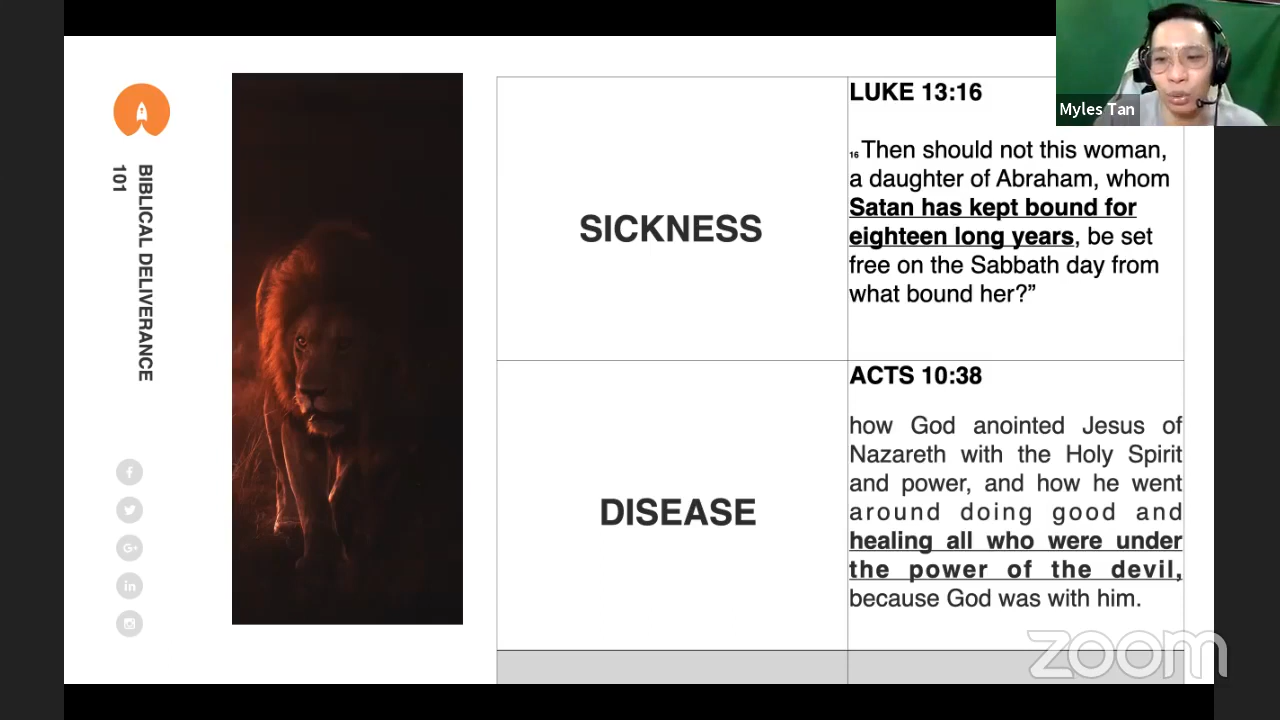 BIBLICAL DELIVERANCE
101
SICKNESS
LUKE 13:16
16Then should not this woman,
a daughter of Abraham, whom
Satan has kept bound for
eighteen long years, be set
free on the Sabbath day from
what bound her?”
DISEASE
ACTS 10:38
how God anointed Jesus of
Nazareth with the Holy Spirit
and power, and how he went
around doing good and
healing all who were under
the power of the devil,
because God was with him.
Myles Tan
f
G+
in
zoom